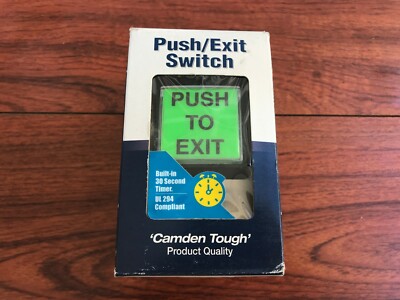 Push/Exit
Switch
PUSH
TO
EXIT
Built-in
30 Second
Timer.
UL 294
Compliant
'Camden Tough'
Product Quality